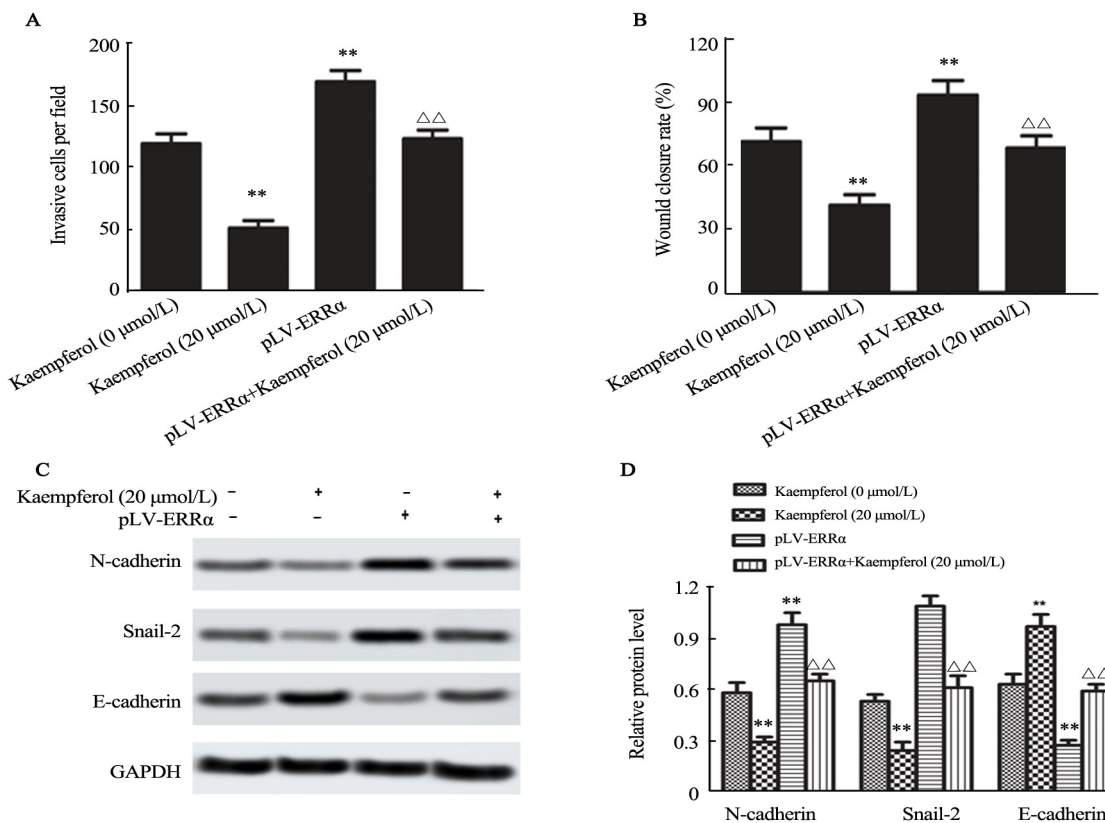 A
Invasive cells per field
200
150
100
50
0
**
**
△△
Kaempferol (0 μmol/L)
Kaempferol (20 μmol/L)
pLV-ERRα
pLV-ERRα+Kaempferol (20 μmol/L)
B
Wounld closure rate (%)
120
90
60
30
0
**
**
△△
Kaempferol (0 μmol/L)
Kaempferol (20 μmol/L)
pLV-ERRα
pLV-ERRα+Kaempferol (20 μmol/L)
C
Kaempferol (20 μmol/L) - + - +
pLV-ERRα - - + +
N-cadherin
Snail-2
E-cadherin
GAPDH
D
Kaempferol (0 μmol/L)
Kaempferol (20 μmol/L)
pLV-ERRα
pLV-ERRα+Kaempferol (20 μmol/L)
Relative protein level
1.2
0.9
0.6
0.3
0
** ** △△
** △△
** ** △△
N-cadherin Snail-2 E-cadherin